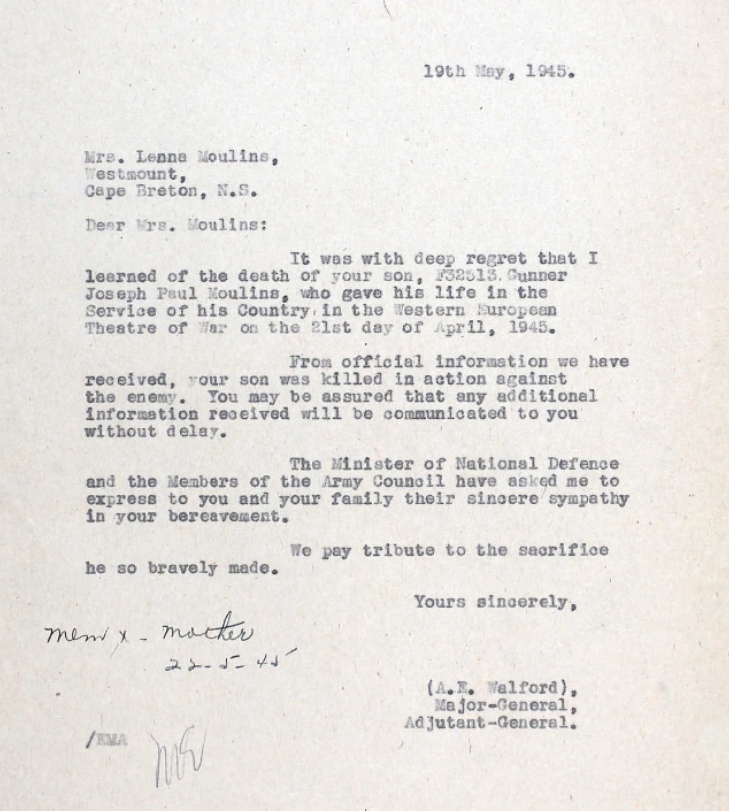 19th May, 1945.
Mrs. Lenna Moulins,
Westmount,
Cape Breton, N.S.
Dear Mrs. Moulins:
It was with deep regret that I
learned of the death of your son, F32513 Gunner
Joseph Paul Moulins, who gave his life in the
Service of his Country in the Western European
Theatre of War on the 21st day of April, 1945.
From official information we have
received, your son was killed in action against
the enemy. You may be assured that any additional
information received will be communicated to you
without delay.
The Minister of National Defence
and the Members of the Army Council have asked me to
express to you and your family their sincere sympathy
in your bereavement.
We pay tribute to the sacrifice
he so bravely made.
Yours sincerely,
Mem x - Mother
22-5-45
(A.E. Walford),
Major-General,
Adjutant-General.